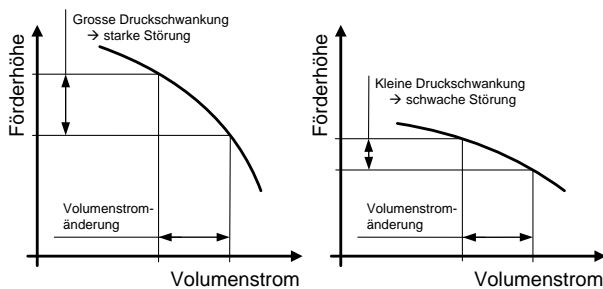 Grosse Druckschwankung
→ starke Störung
Förderhöhe
Volumenstrom-
änderung
Volumenstrom
Kleine Druckschwankung
→ schwache Störung
Förderhöhe
Volumenstrom-
änderung
Volumenstrom